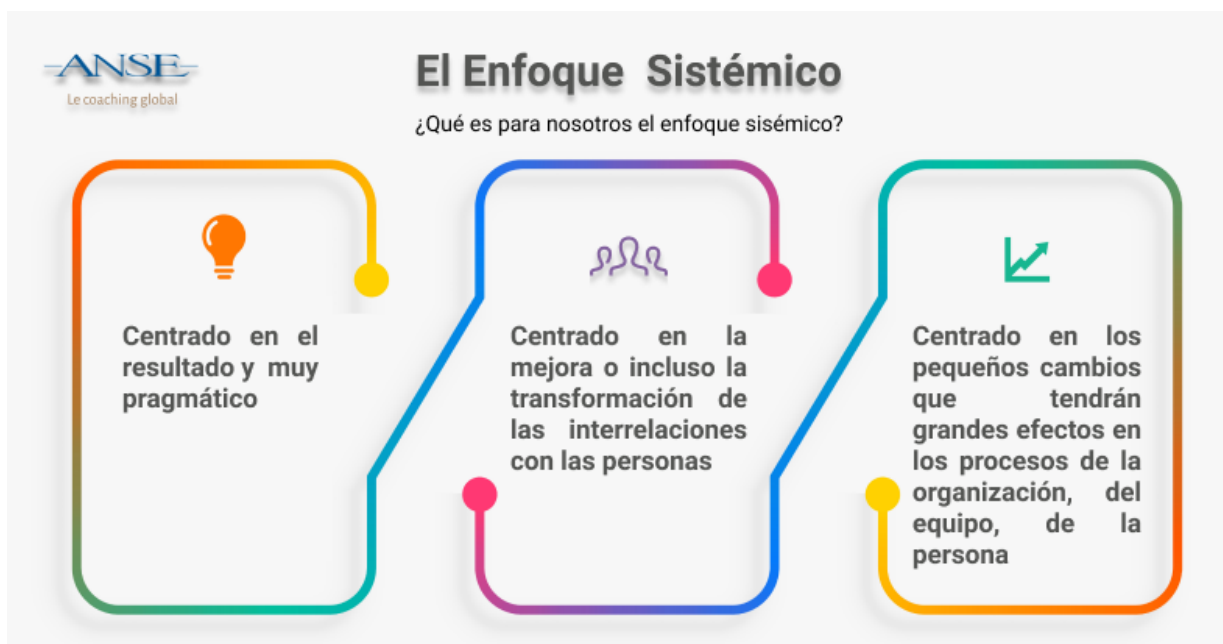 ANSE
Le coaching global
El Enfoque Sistémico
¿Qué es para nosotros el enfoque sisémico?
Centrado en el
resultado y muy
pragmático
Centrado en la
mejora o incluso la
transformación de
las interrelaciones
con las personas
Centrado en los
pequeños cambios
que tendrán
grandes efectos en
los procesos de la
organización, del
equipo, de la
persona